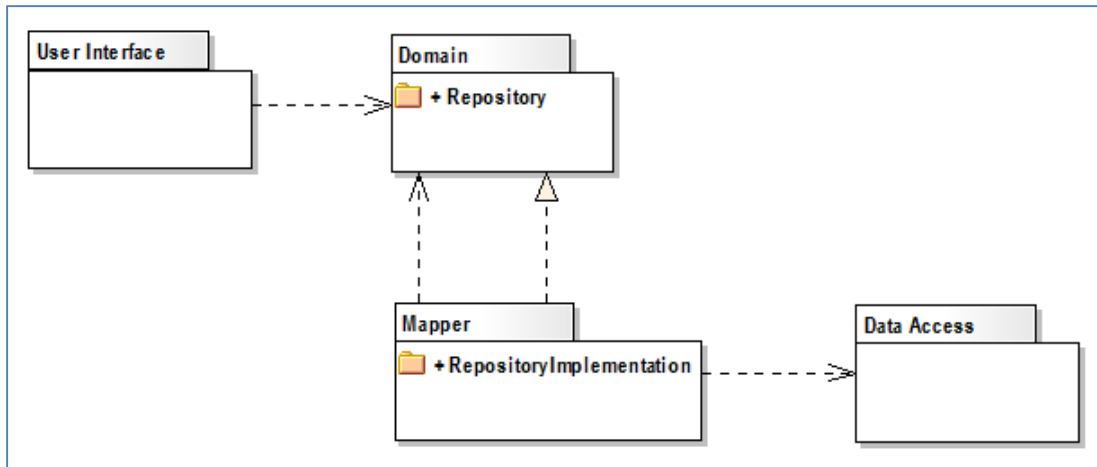 User Interface
Domain
+ Repository
Mapper
+ RepositoryImplementation
Data Access